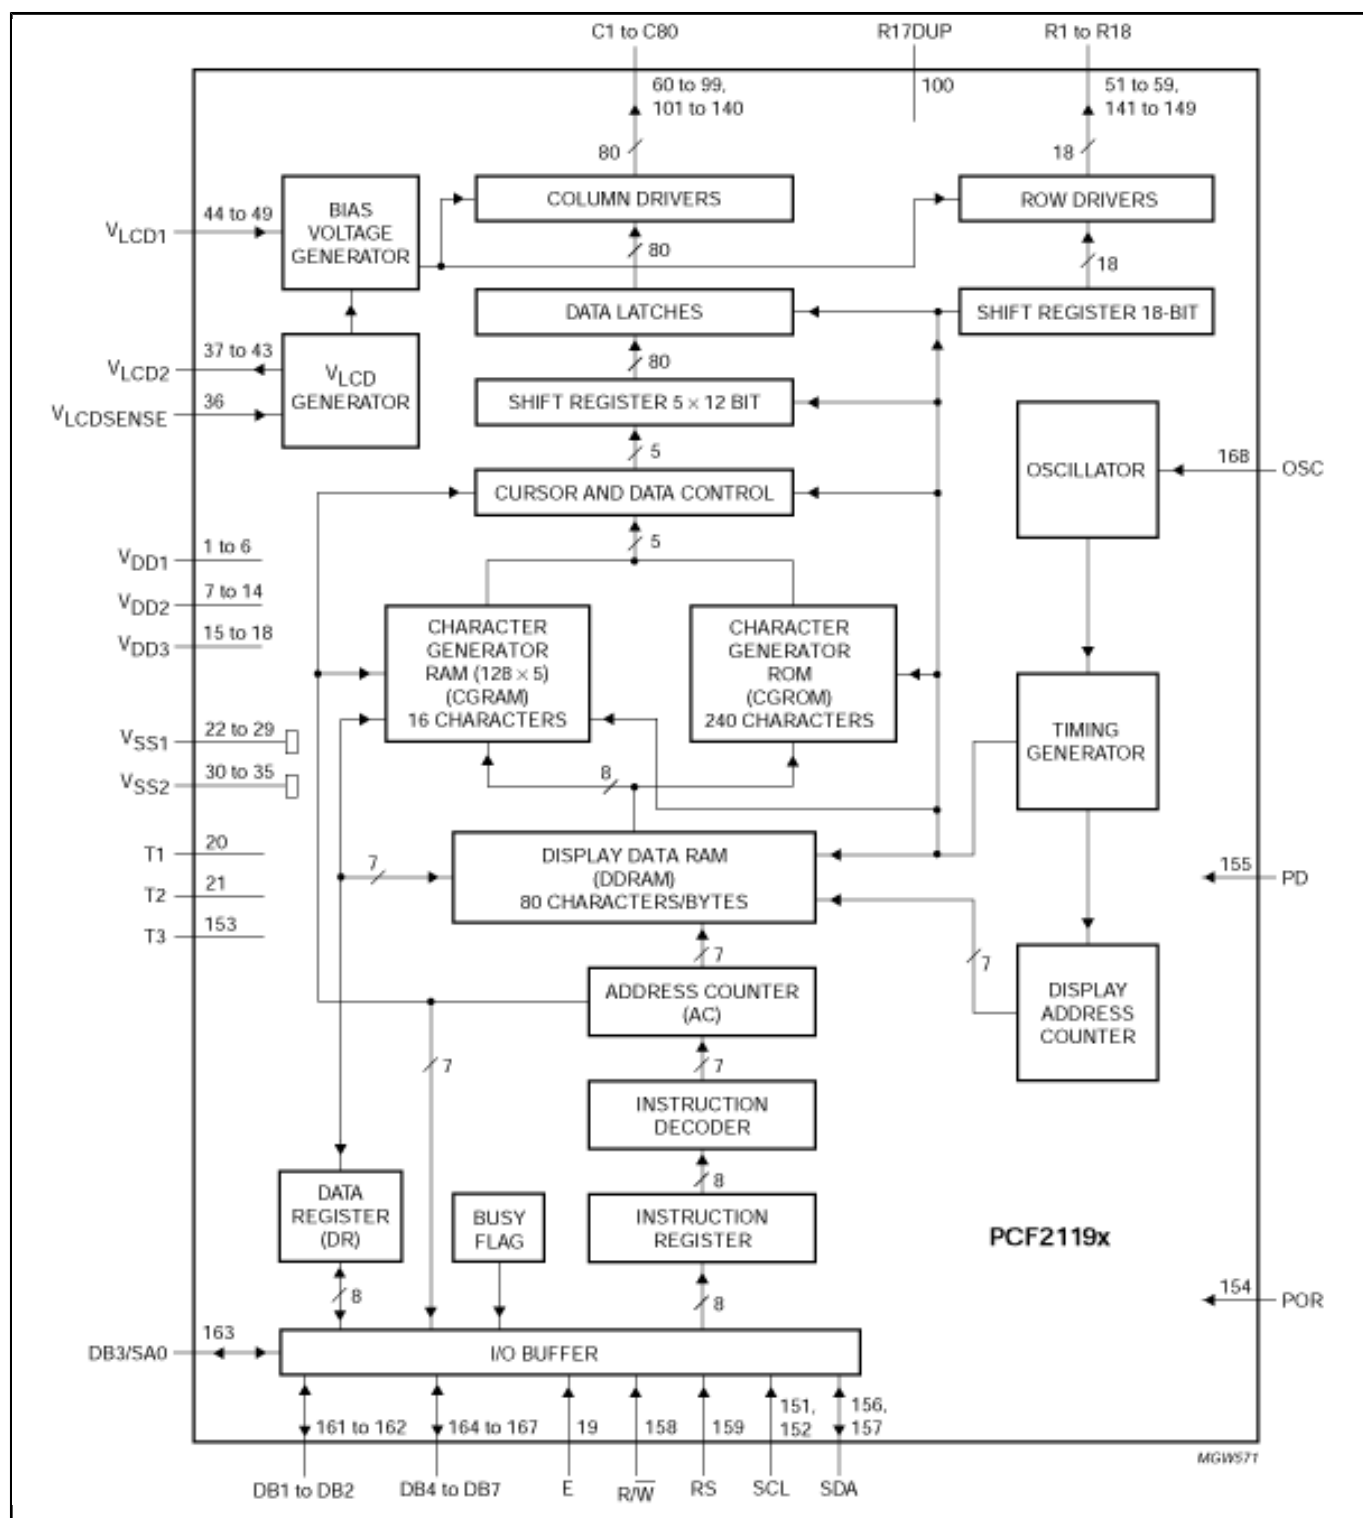 C1 to C80
R17DUP
R1 to R18
60 to 99,
101 to 140
100
51 to 59,
141 to 149
80
18
BIAS
VOLTAGE
GENERATOR
COLUMN DRIVERS
ROW DRIVERS
VLCD1
44 to 49
80
18
DATA LATCHES
SHIFT REGISTER 18-BIT
VLCD2
37 to 43
VLCD
GENERATOR
80
VLCDSENSE
36
SHIFT REGISTER 5 × 12 BIT
5
OSCILLATOR
168
OSC
CURSOR AND DATA CONTROL
5
VDD1
1 to 6
VDD2
7 to 14
VDD3
15 to 18
CHARACTER
GENERATOR
RAM (128 × 5)
(CGRAM)
16 CHARACTERS
CHARACTER
GENERATOR
ROM
(CGROM)
240 CHARACTERS
VSS1
22 to 29
VSS2
30 to 35
TIMING
GENERATOR
8
T1
20
T2
21
T3
153
7
DISPLAY DATA RAM
(DDRAM)
80 CHARACTERS/BYTES
155
PD
7
7
ADDRESS COUNTER
(AC)
DISPLAY
ADDRESS
COUNTER
7
7
INSTRUCTION
DECODER
8
DATA
REGISTER
(DR)
BUSY
FLAG
INSTRUCTION
REGISTER
PCF2119x
8
8
154
POR
DB3/SA0
163
I/O BUFFER
161 to 162
164 to 167
19
158
159
151,
152
156,
157
MGW571
DB1 to DB2
DB4 to DB7
E
R/W̅
RS
SCL
SDA